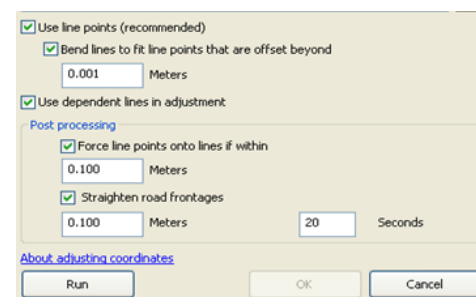 Use line points (recommended)
Bend lines to fit line points that are offset beyond
0.001 Meters
Use dependent lines in adjustment
Post processing
Force line points onto lines if within
0.100 Meters
Straighten road frontages
0.100 Meters 20 Seconds
About adjusting coordinates
Run OK Cancel